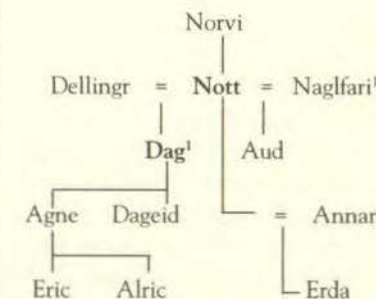 Norvi
Dellingr = Nott = Naglfari¹
Dag¹ Aud
Agne Dageid = Annar
Eric Alric Erda